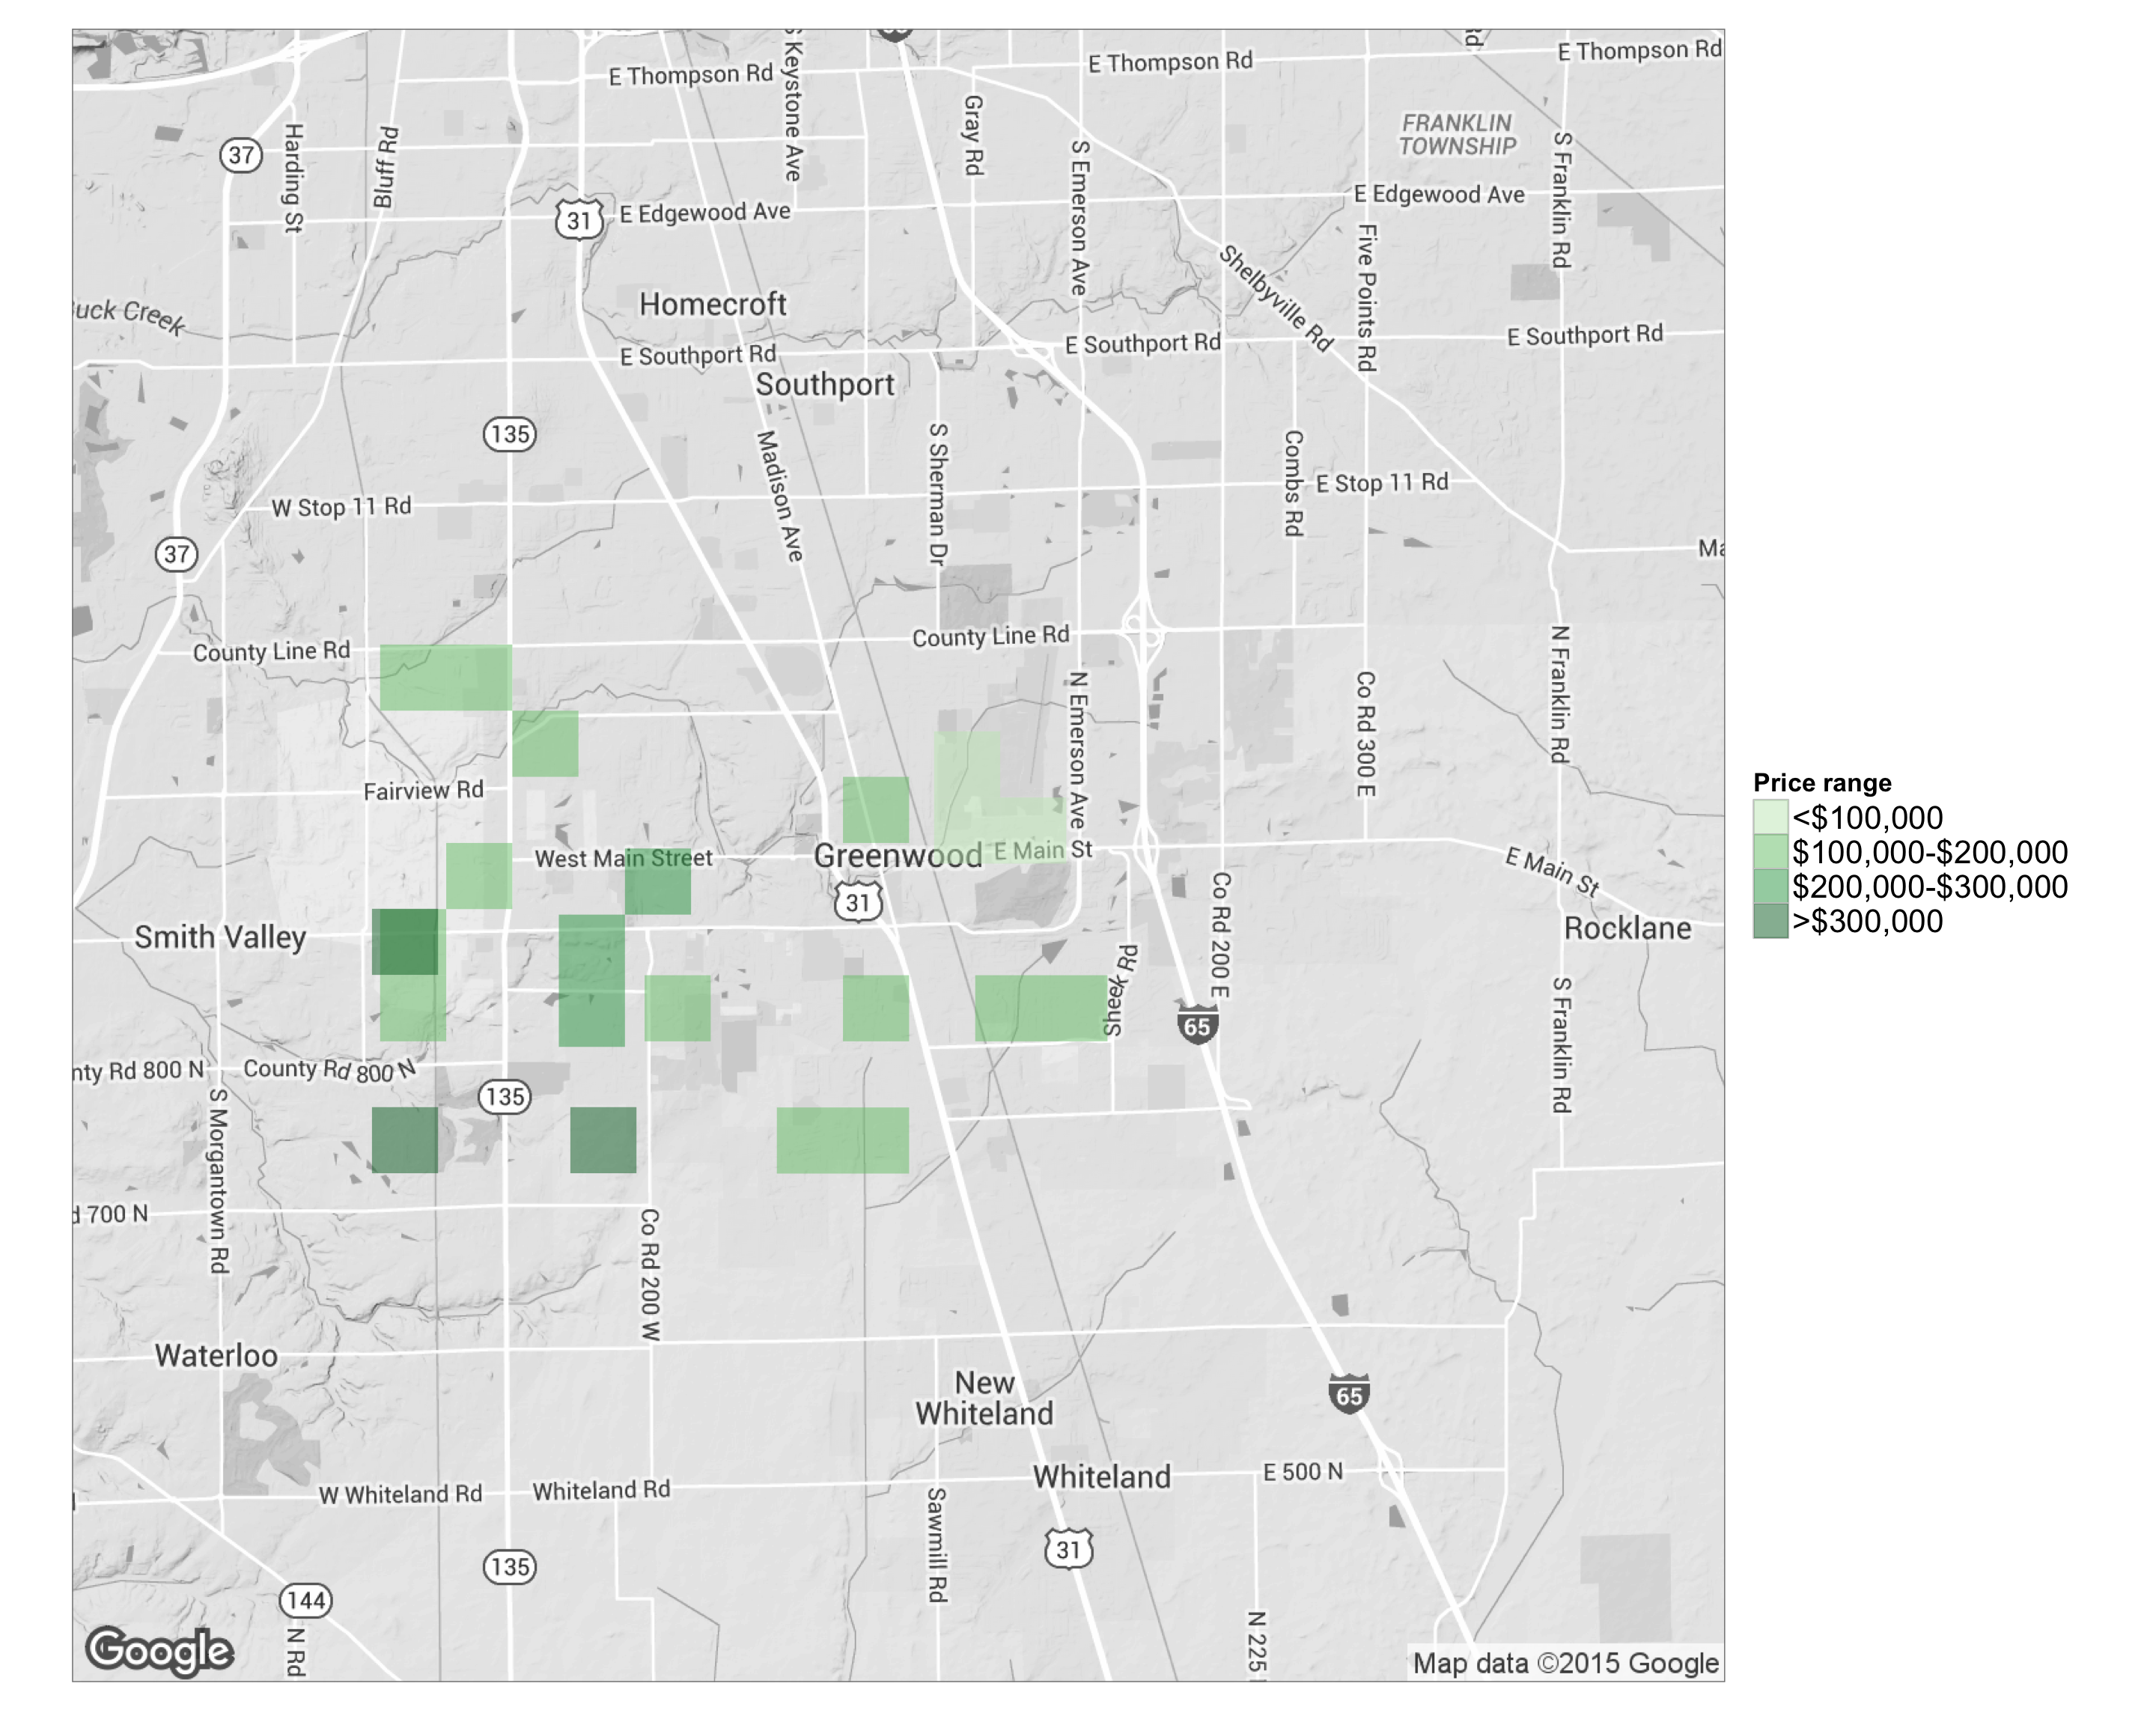 E Thompson Rd
E Thompson Rd
E Thompson Rd
S Keystone Ave
Rd
37
Harding St
Bluff Rd
Gray Rd
S Emerson Ave
FRANKLIN
TOWNSHIP
S Franklin Rd
31
E Edgewood Ave
E Edgewood Ave
Five Points Rd
Shelbyville Rd
Buck Creek
Homecroft
E Southport Rd
E Southport Rd
E Southport Rd
Southport
135
Madison Ave
S Sherman Dr
Combs Rd
W Stop 11 Rd
E Stop 11 Rd
37
Ma
County Line Rd
County Line Rd
N Emerson Ave
Co Rd 300 E
N Franklin Rd
Fairview Rd
West Main Street
Greenwood
E Main St
E Main St
31
Co Rd 200 E
Smith Valley
Rocklane
Sheek Rd
S Franklin Rd
65
nty Rd 800 N
County Rd 800 N
135
S Morgantown Rd
d 700 N
Co Rd 200 W
Waterloo
New
Whiteland
65
Whiteland
E 500 N
W Whiteland Rd
Whiteland Rd
Sawmill Rd
31
135
144
N Rd
N 225
Google
Map data ©2015 Google
Price range
<$100,000
$100,000-$200,000
$200,000-$300,000
>$300,000